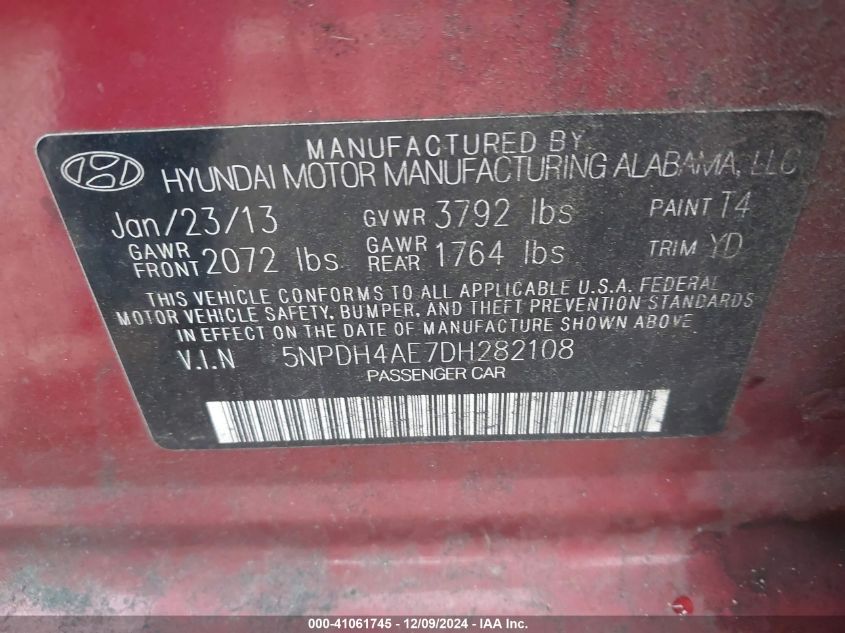 MANUFACTURED BY
HYUNDAI MOTOR MANUFACTURING ALABAMA, LLC
Jan/23/13 GVWR 3792 lbs PAINT T4
GAWR FRONT 2072 lbs GAWR REAR 1764 lbs TRIM YD
THIS VEHICLE CONFORMS TO ALL APPLICABLE U.S.A. FEDERAL
MOTOR VEHICLE SAFETY, BUMPER, AND THEFT PREVENTION STANDARDS
IN EFFECT ON THE DATE OF MANUFACTURE SHOWN ABOVE
V.I.N 5NPDH4AE7DH282108
PASSENGER CAR
000-41061745 - 12/09/2024 - IAA Inc.